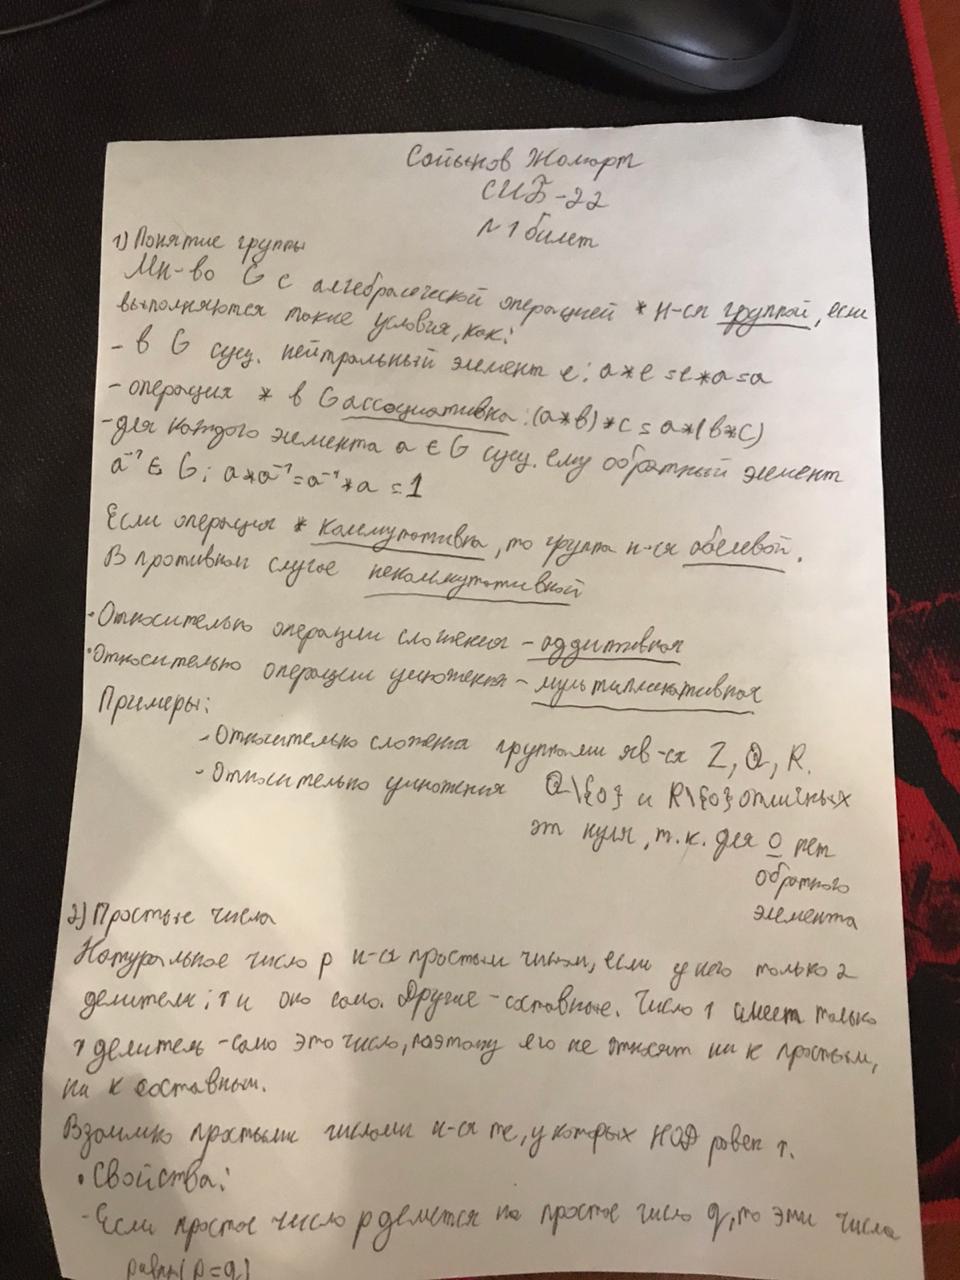 Жомарт
СИБ-22
№1 билет
1) Понятие группы
Мн-во G с алгебраической операцией * н-ся группой, если
выполняются такие условия, как:
- в G сущ. нейтральный элемент e: a*e=e*a=a
- операция * в G ассоциативна: (a*b)*c=a*(b*c)
- для каждого элемента a∈G сущ. ему обратный элемент
a⁻¹∈G; a*a⁻¹=a⁻¹*a=1
Если операция * коммутативна, то группа н-ся абелевой.
В противном случае некоммутативной
• Относительно операции сложения - аддитивная
• Относительно операции умножения - мультипликативная
Примеры:
- Относительно сложения группами яв-ся Z, Q, R.
- Относительно умножения Q\{0} и R\{0} отличных
от нуля, т.к. для 0 нет
обратного
элемента
2) Простые числа
Натуральное число p н-ся простым числом, если у него только 2
делителя: 1 и оно само. Другие - составные. Число 1 имеет только
1 делитель - само это число, поэтому его не относят ни к простым,
ни к составным.
Взаимно простыми числами н-ся те, у которых НОД равен 1.
• Свойства:
- Если простое число p делится на простое число q, то эти числа
равны (p=q)